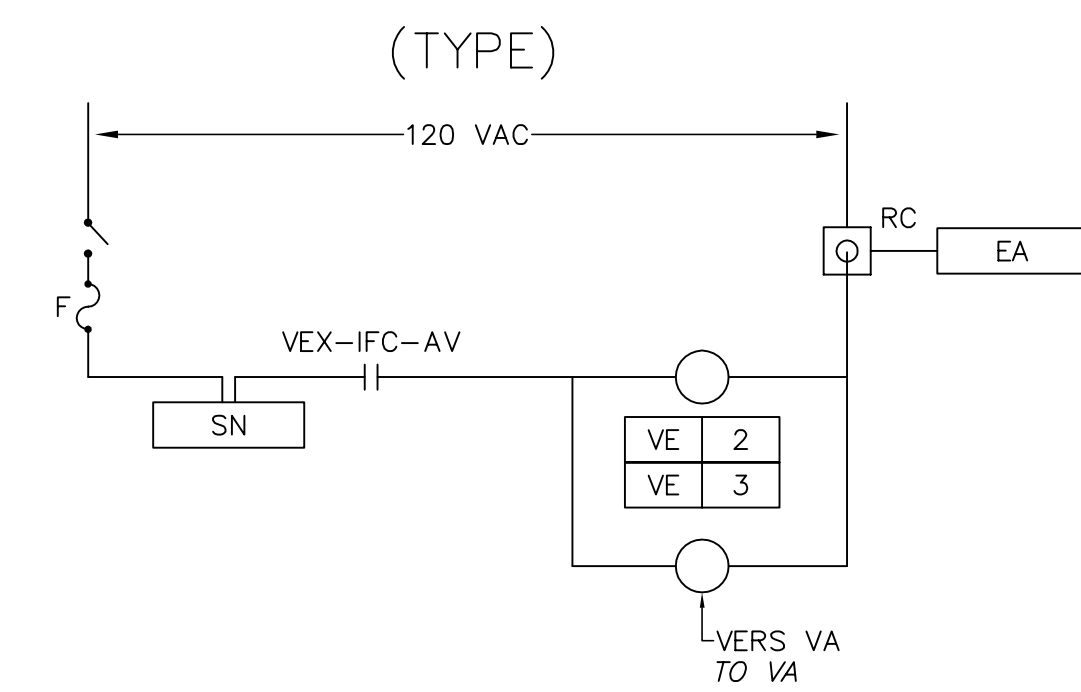 (TYPE)
120 VAC
RC
EA
F
VEX-IFC-AV
SN
VE 2
VE 3
VERS VA
TO VA